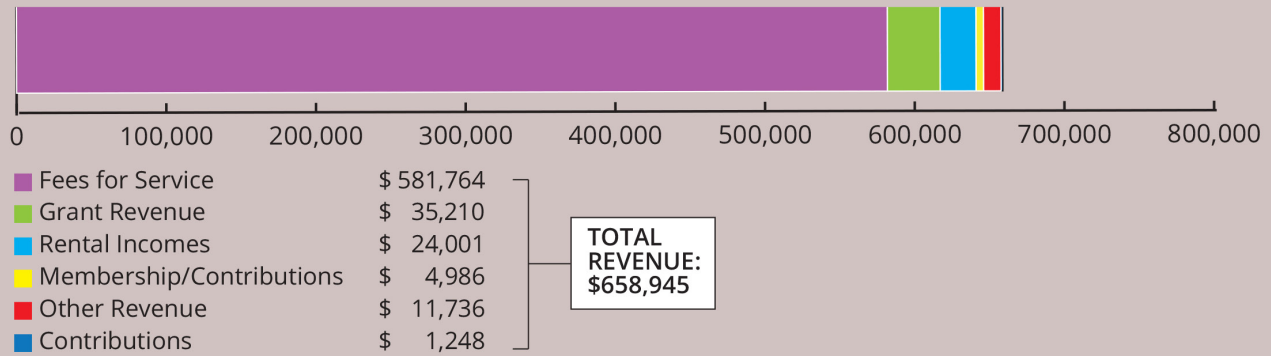 0 100,000 200,000 300,000 400,000 500,000 600,000 700,000 800,000
Fees for Service $ 581,764
Grant Revenue $ 35,210
Rental Incomes $ 24,001
Membership/Contributions $ 4,986
Other Revenue $ 11,736
Contributions $ 1,248
TOTAL
REVENUE:
$658,945